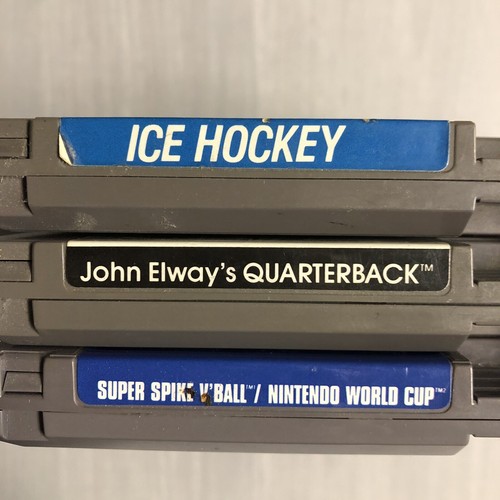 ICE HOCKEY
John Elway's QUARTERBACK™
SUPER SPIKE V'BALL™/ NINTENDO WORLD CUP™